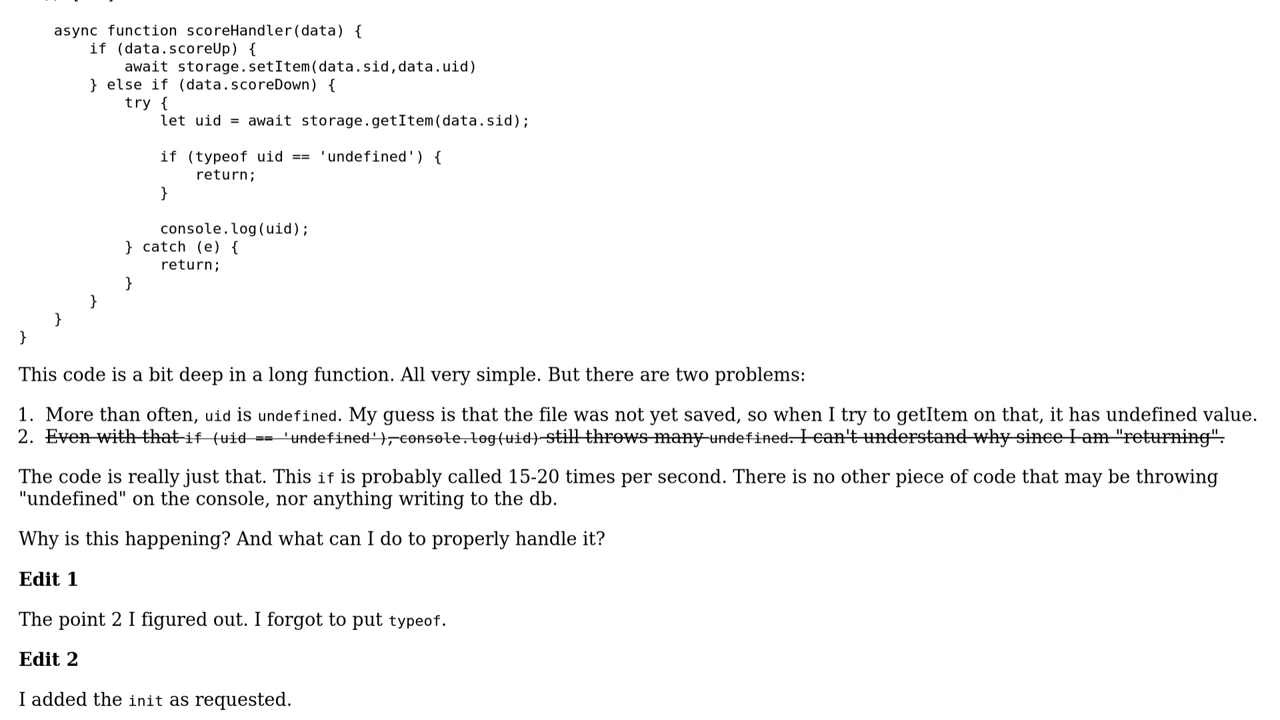 async function scoreHandler(data) {
if (data.scoreUp) {
await storage.setItem(data.sid,data.uid)
} else if (data.scoreDown) {
try {
let uid = await storage.getItem(data.sid);
if (typeof uid == 'undefined') {
return;
}
console.log(uid);
} catch (e) {
return;
}
}
}
}
This code is a bit deep in a long function. All very simple. But there are two problems:
1. More than often, uid is undefined. My guess is that the file was not yet saved, so when I try to getItem on that, it has undefined value.
2. Even with that if (uid == 'undefined'), console.log(uid) still throws many undefined. I can't understand why since I am "returning".
The code is really just that. This if is probably called 15-20 times per second. There is no other piece of code that may be throwing
"undefined" on the console, nor anything writing to the db.
Why is this happening? And what can I do to properly handle it?
Edit 1
The point 2 I figured out. I forgot to put typeof.
Edit 2
I added the init as requested.